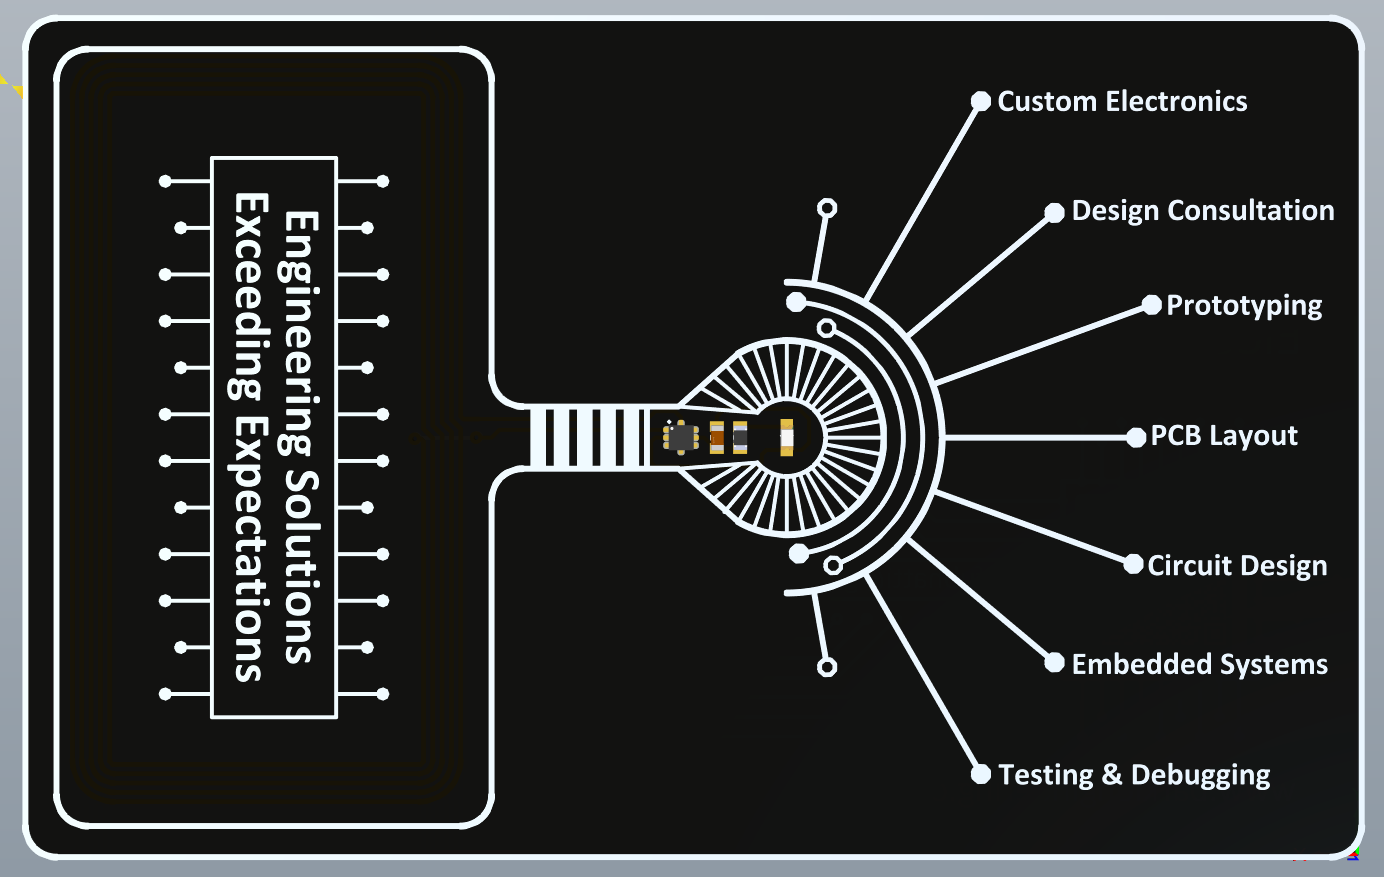 Engineering Solutions
Exceeding Expectations
Custom Electronics
Design Consultation
Prototyping
PCB Layout
Circuit Design
Embedded Systems
Testing & Debugging